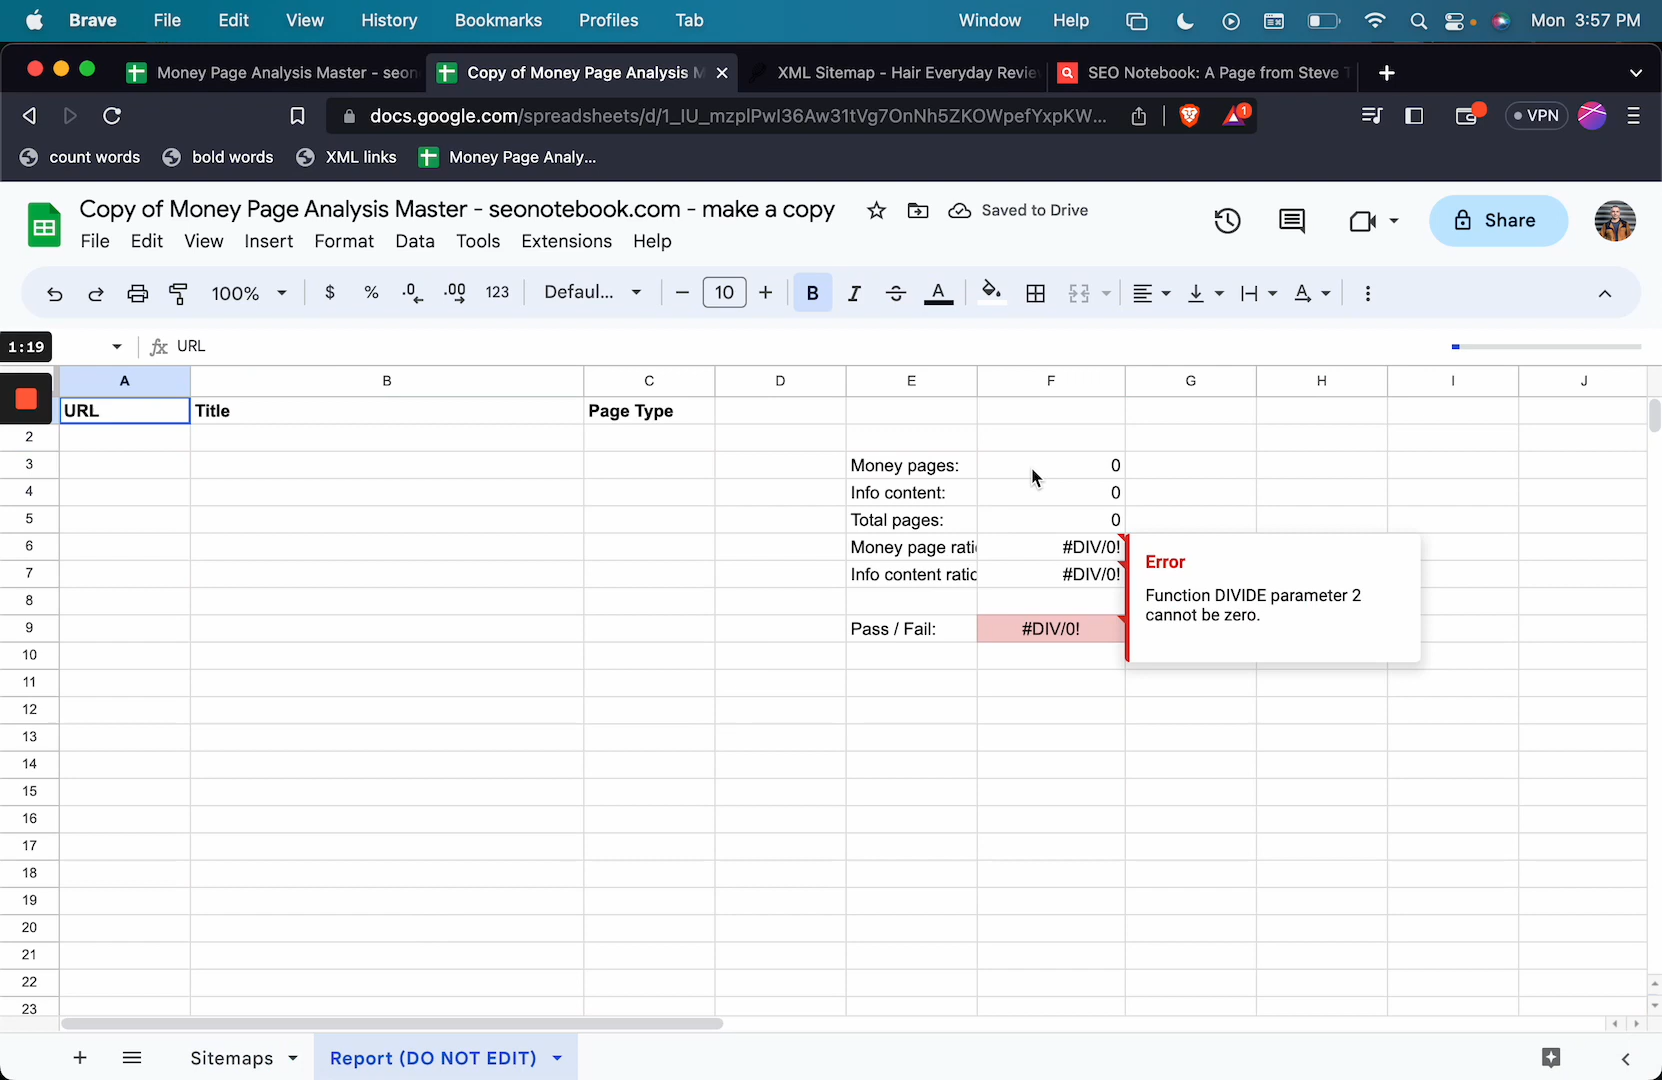 Brave File Edit View History Bookmarks Profiles Tab Window Help Mon 3:57 PM
Money Page Analysis Master - seon Copy of Money Page Analysis M XML Sitemap - Hair Everyday Revie SEO Notebook: A Page from Steve T
docs.google.com/spreadsheets/d/1_IU_mzplPwI36Aw31tVg7OnNh5ZKOWpefYxpKW... 1 VPN
count words bold words XML links Money Page Analy...
Copy of Money Page Analysis Master - seonotebook.com - make a copy Saved to Drive
File Edit View Insert Format Data Tools Extensions Help
Share
100% $ % .0 .00 123 Defaul... 10 B I A
1:19 fx URL
A B C D E F G H I J
URL Title Page Type
2
3 Money pages: 0
4 Info content: 0
5 Total pages: 0
6 Money page rati #DIV/0!
7 Info content ratio #DIV/0!
8
9 Pass / Fail: #DIV/0!
Error
Function DIVIDE parameter 2
cannot be zero.
10
11
12
13
14
15
16
17
18
19
20
21
22
23
Sitemaps Report (DO NOT EDIT)